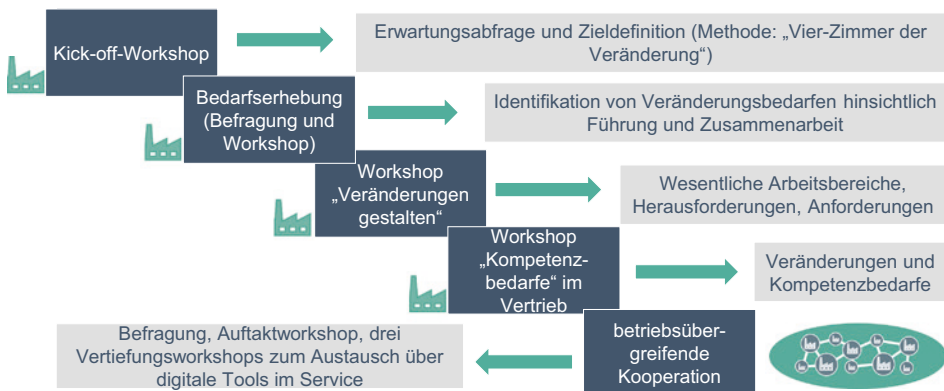 Kick-off-Workshop
Erwartungsabfrage und Zieldefinition (Methode: „Vier-Zimmer der
Veränderung“)
Bedarfserhebung
(Befragung und
Workshop)
Identifikation von Veränderungsbedarfen hinsichtlich
Führung und Zusammenarbeit
Workshop
„Veränderungen
gestalten“
Wesentliche Arbeitsbereiche,
Herausforderungen, Anforderungen
Workshop
„Kompetenz-
bedarfe“ im
Vertrieb
Veränderungen und
Kompetenzbedarfe
betriebsüber-
greifende
Kooperation
Befragung, Auftaktworkshop, drei
Vertiefungsworkshops zum Austausch über
digitale Tools im Service